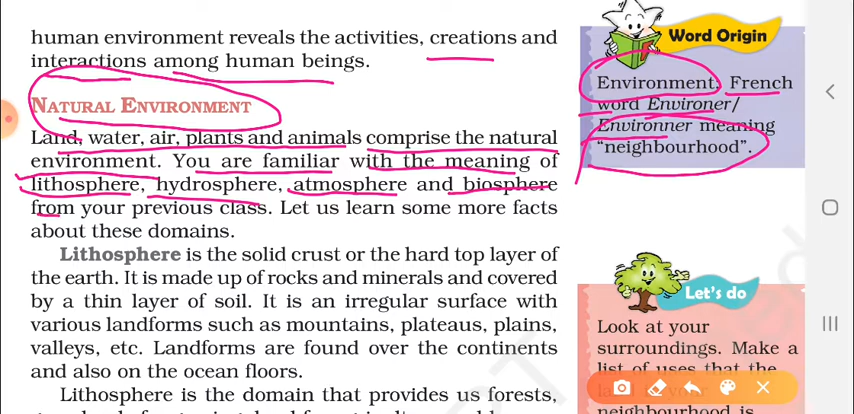 human environment reveals the activities, creations and
interactions among human beings.
NATURAL ENVIRONMENT
Land, water, air, plants and animals comprise the natural
environment. You are familiar with the meaning of
lithosphere, hydrosphere, atmosphere and biosphere
from your previous class. Let us learn some more facts
about these domains.
Lithosphere is the solid crust or the hard top layer of
the earth. It is made up of rocks and minerals and covered
by a thin layer of soil. It is an irregular surface with
various landforms such as mountains, plateaus, plains,
valleys, etc. Landforms are found over the continents
and also on the ocean floors.
Lithosphere is the domain that provides us forests,
Word Origin
Environment: French
word Environer/
Environner meaning
"neighbourhood".
Let's do
Look at your
surroundings. Make a
list of uses that the
neighbourhood is